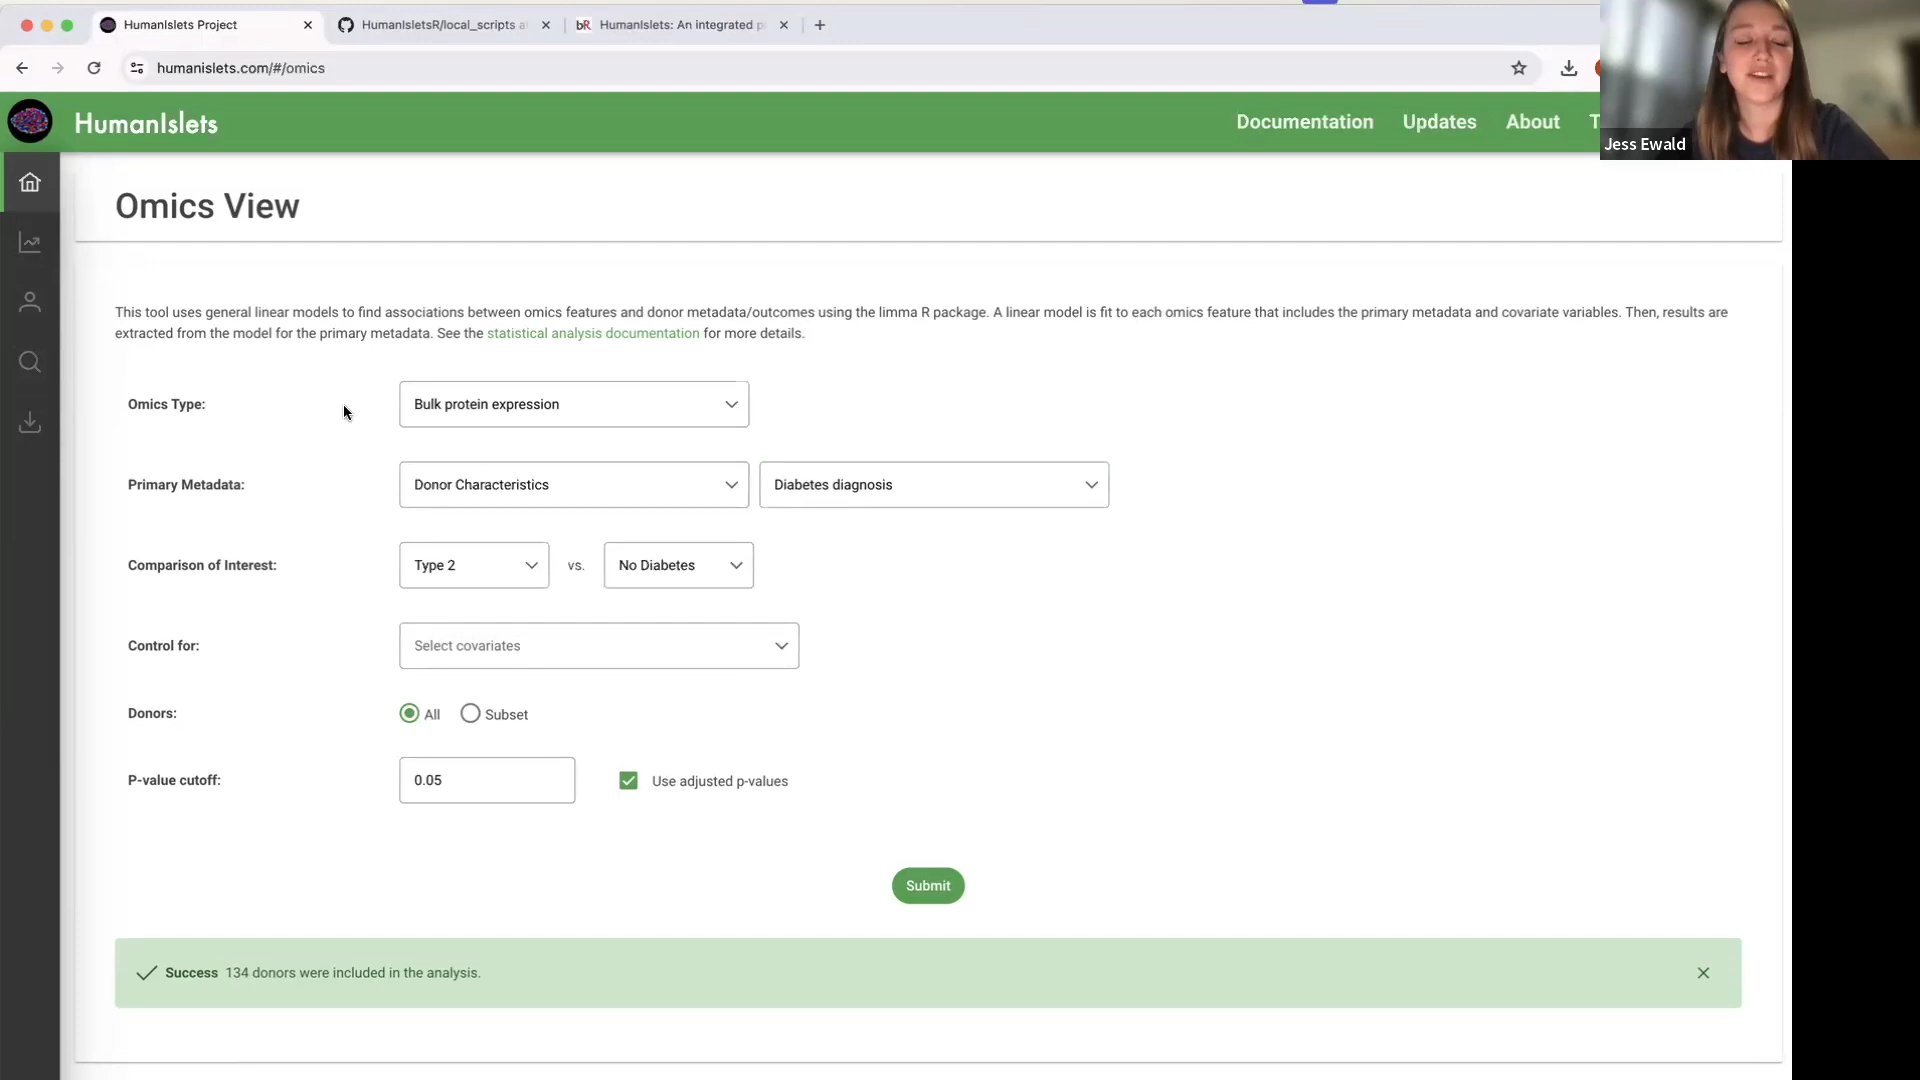 HumanIslets Project
HumanIsletsR/local_scripts a
bR HumanIslets: An integrated p
humanislets.com/#/omics
HumanIslets
Documentation
Updates
About
T
Jess Ewald
Omics View
This tool uses general linear models to find associations between omics features and donor metadata/outcomes using the limma R package. A linear model is fit to each omics feature that includes the primary metadata and covariate variables. Then, results are
extracted from the model for the primary metadata. See the statistical analysis documentation for more details.
Omics Type:
Bulk protein expression
Primary Metadata:
Donor Characteristics
Diabetes diagnosis
Comparison of Interest:
Type 2
vs.
No Diabetes
Control for:
Select covariates
Donors:
All
Subset
P-value cutoff:
0.05
Use adjusted p-values
Submit
Success 134 donors were included in the analysis.